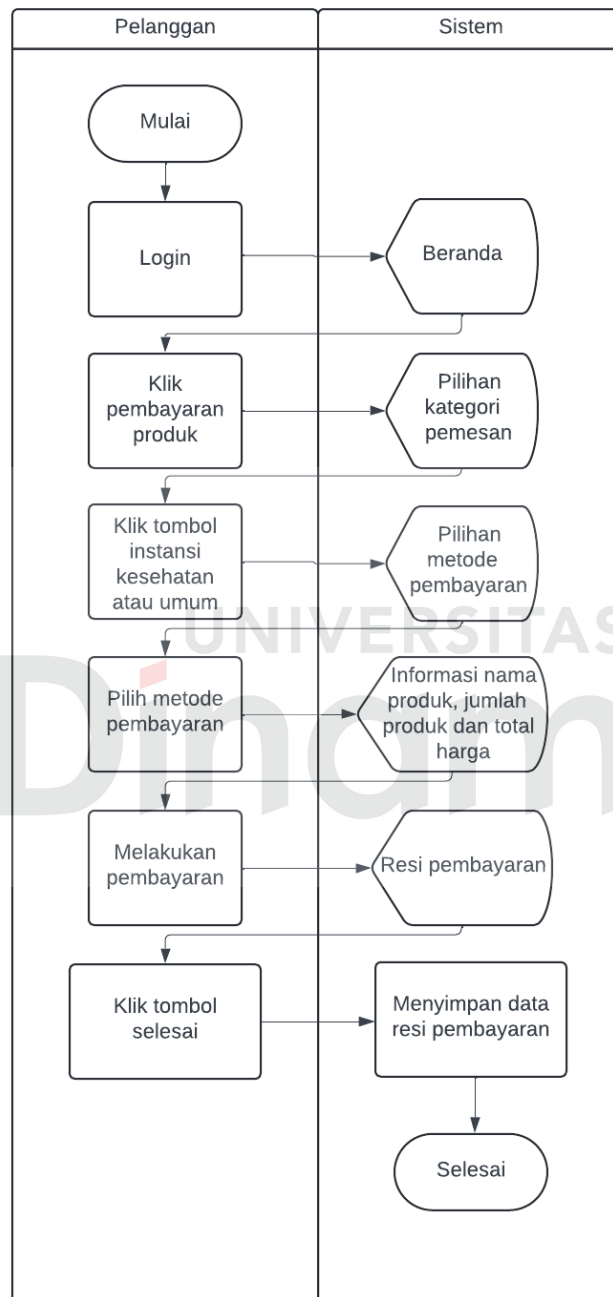 Pelanggan
Sistem
Mulai
Login
Beranda
Klik
pembayaran
produk
Pilihan
kategori
pemesan
Klik tombol
instansi
kesehatan
atau umum
Pilihan
metode
pembayaran
UNIVERSITAS
Dinam
Pilih metode
pembayaran
Informasi nama
produk, jumlah
produk dan total
harga
Melakukan
pembayaran
Resi pembayaran
Klik tombol
selesai
Menyimpan data
resi pembayaran
Selesai